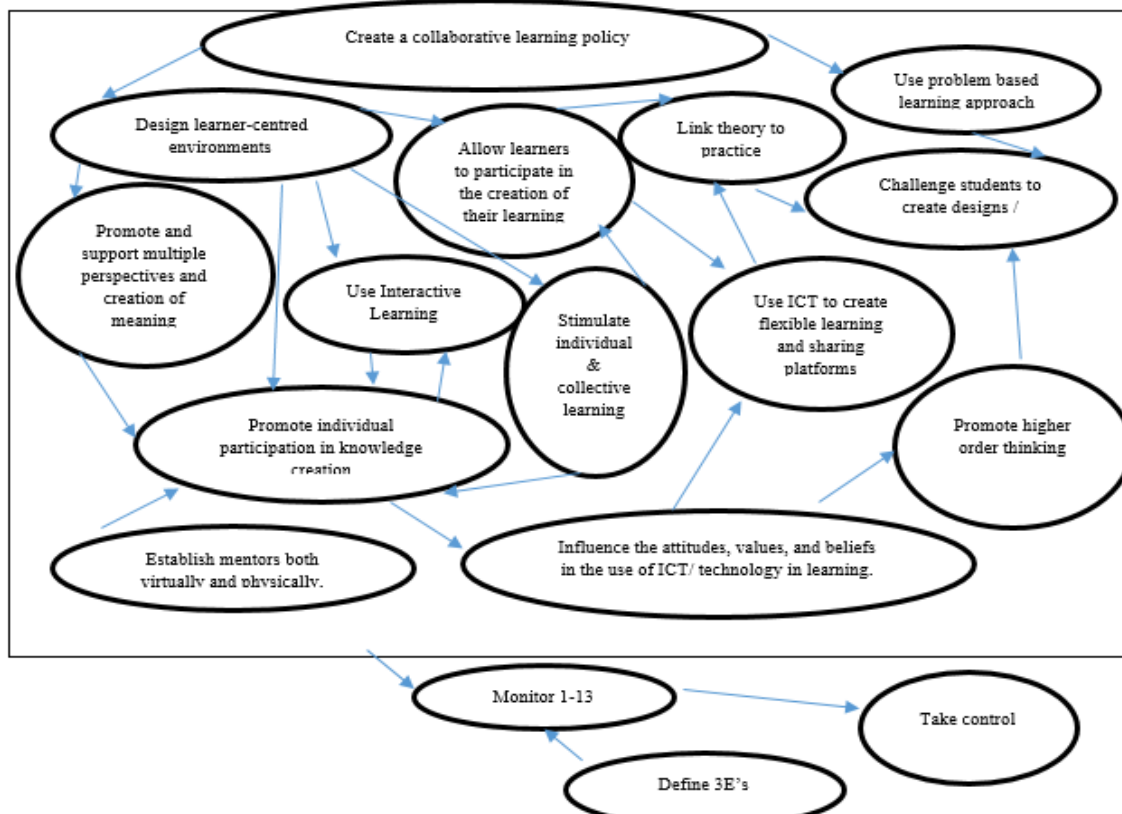 Create a collaborative learning policy
Use problem based
learning approach
Design learner-centred
environments
Allow learners
to participate in
the creation of
their learning
Link theory to
practice
Challenge students to
create designs /
Promote and
support multiple
perspectives and
creation of
meaning
Use Interactive
Learning
Stimulate
individual
&
collective
learning
Use ICT to create
flexible learning
and sharing
platforms
Promote individual
participation in knowledge
creation
Promote higher
order thinking
Establish mentors both
virtually and physically.
Influence the attitudes, values, and beliefs
in the use of ICT/ technology in learning.
Monitor 1-13
Take control
Define 3E's